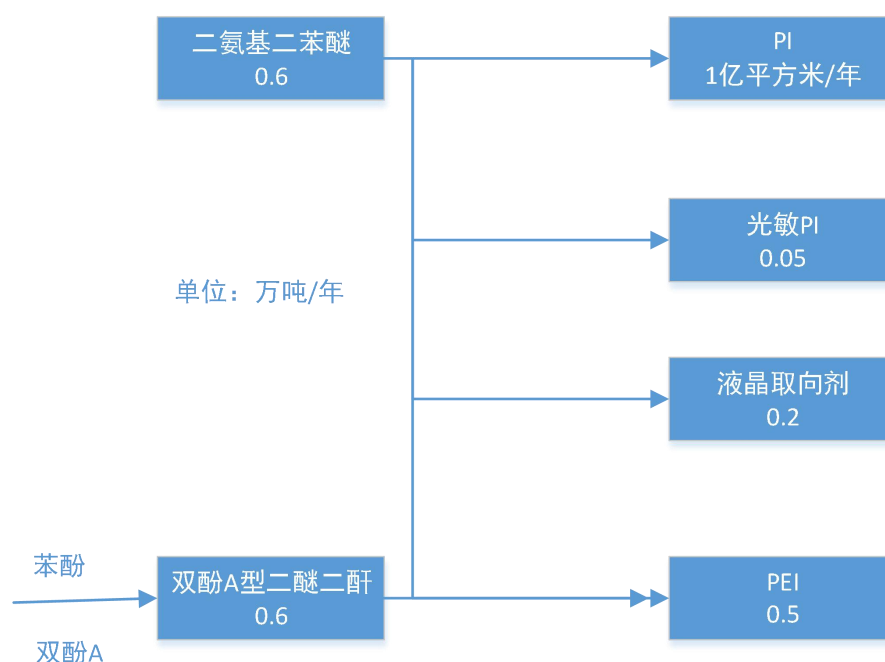 二氨基二苯醚
0.6
PI
1亿平方米/年
光敏PI
0.05
单位：万吨/年
液晶取向剂
0.2
苯酚
双酚A型二醚二酐
0.6
PEI
0.5
双酚A